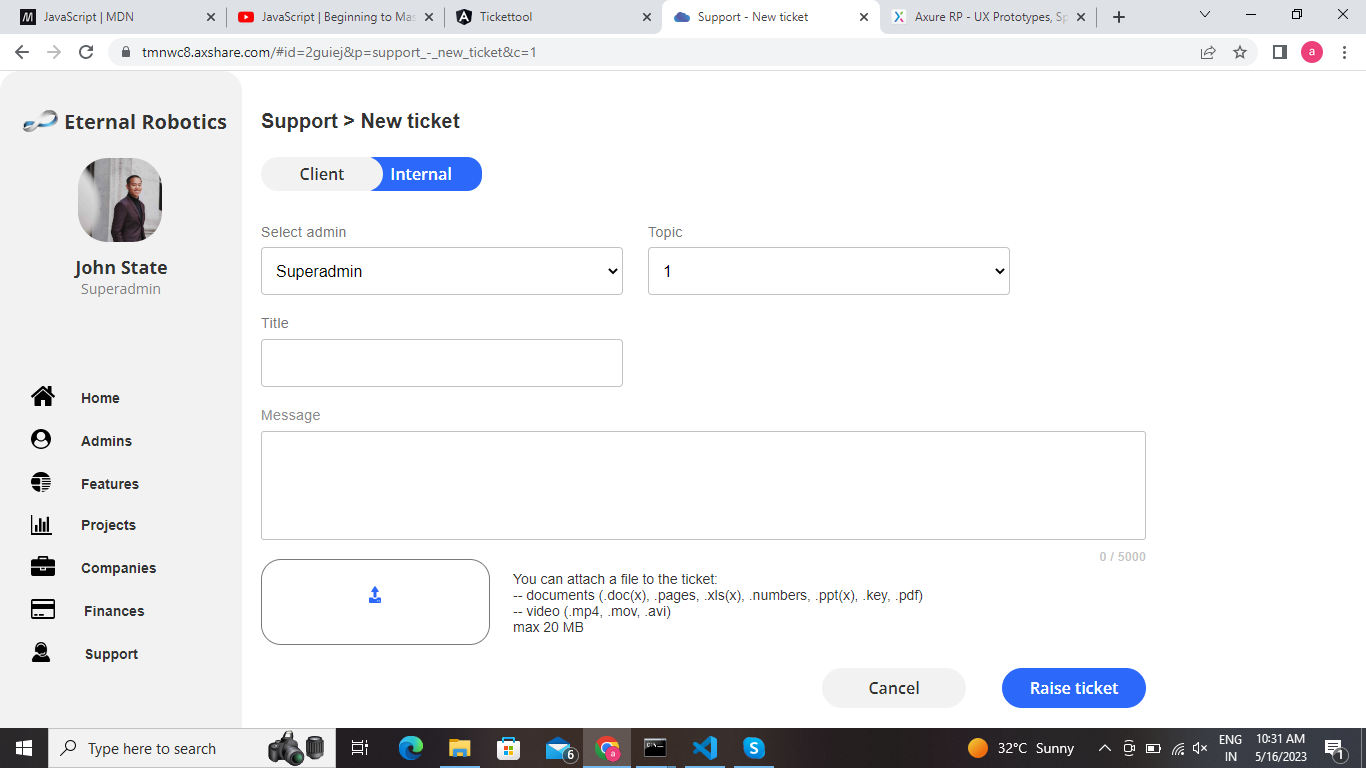 JavaScript | MDN
JavaScript | Beginning to Mas
Tickettool
Support - New ticket
Axure RP - UX Prototypes, Sp
tmnwc8.axshare.com/#id=2guiej&p=support_-_new_ticket&c=1
a
Eternal Robotics
John State
Superadmin
Home
Admins
Features
Projects
Companies
Finances
Support
Support > New ticket
Client
Internal
Select admin
Topic
Superadmin
1
Title
Message
0 / 5000
You can attach a file to the ticket:
-- documents (.doc(x), .pages, .xls(x), .numbers, .ppt(x), .key, .pdf)
-- video (.mp4, .mov, .avi)
max 20 MB
Cancel
Raise ticket
Type here to search
6
a
32°C Sunny
ENG
IN
10:31 AM
5/16/2023
1